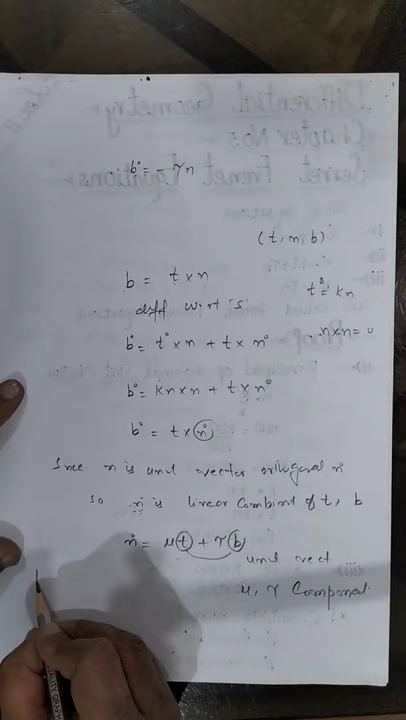 b° = - τn
(t, n, b)
b = t × n
t° = kn
diff w.r.t 's'
n × n = 0
b° = t° × n + t × n°
b° = kn × n + t × n°
b° = t × n°
Since n is unit vector orthogonal n°
So n° is linear combind of t, b
n° = μt + τb
unit vect
μ, τ Componal.